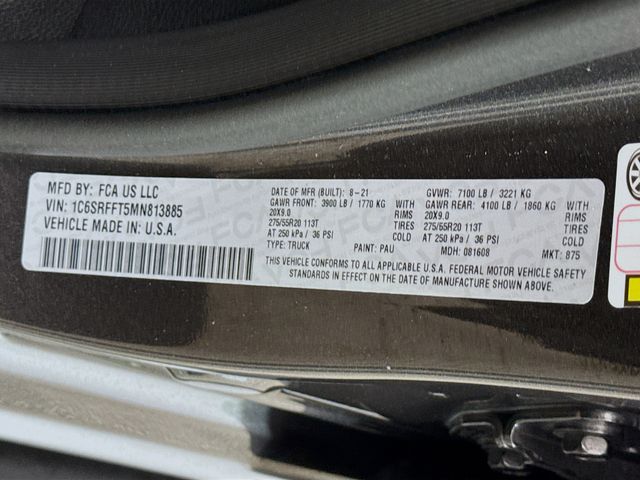 MFD BY: FCA US LLC
VIN: 1C6SRFFT5MN813885
VEHICLE MADE IN: U.S.A.
DATE OF MFR (BUILT): 8-21
GAWR FRONT: 3900 LB / 1770 KG
20X9.0 WITH
275/55R20 113T TIRES
AT 250 kPa / 36 PSI COLD
TYPE: TRUCK PAINT: PAU
GVWR: 7100 LB / 3221 KG
GAWR REAR: 4100 LB / 1860 KG
20X9.0 WITH
275/55R20 113T TIRES
AT 250 kPa / 36 PSI COLD
MDH: 081608 MKT: 875
THIS VEHICLE CONFORMS TO ALL APPLICABLE U.S.A. FEDERAL MOTOR VEHICLE SAFETY
STANDARDS IN EFFECT ON THE DATE OF MANUFACTURE SHOWN ABOVE.